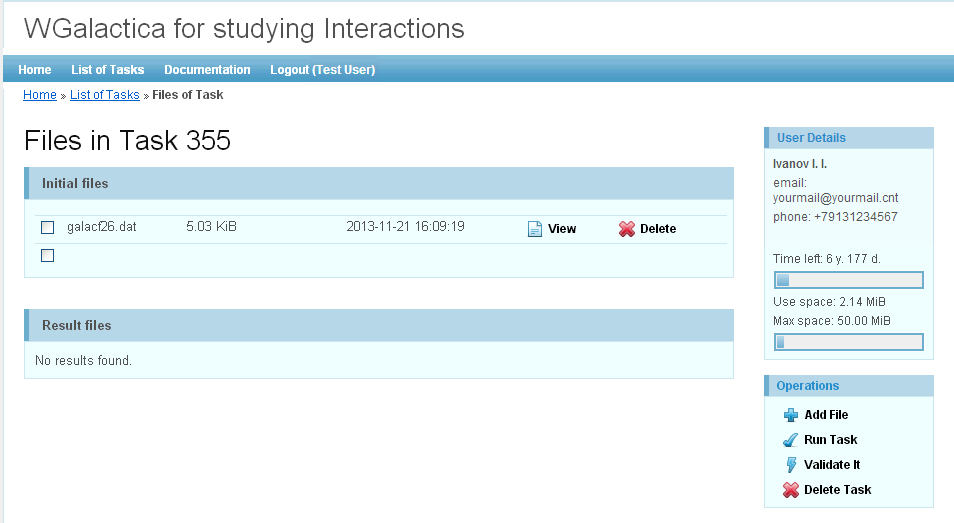 WGalactica for studying Interactions
Home List of Tasks Documentation Logout (Test User)
Home » List of Tasks » Files of Task
Files in Task 355
Initial files
galacf26.dat 5.03 KiB 2013-11-21 16:09:19 View Delete
Result files
No results found.
User Details
Ivanov I. I.
email:
yourmail@yourmail.cnt
phone: +79131234567
Time left: 6 y. 177 d.
Use space: 2.14 MiB
Max space: 50.00 MiB
Operations
Add File
Run Task
Validate It
Delete Task